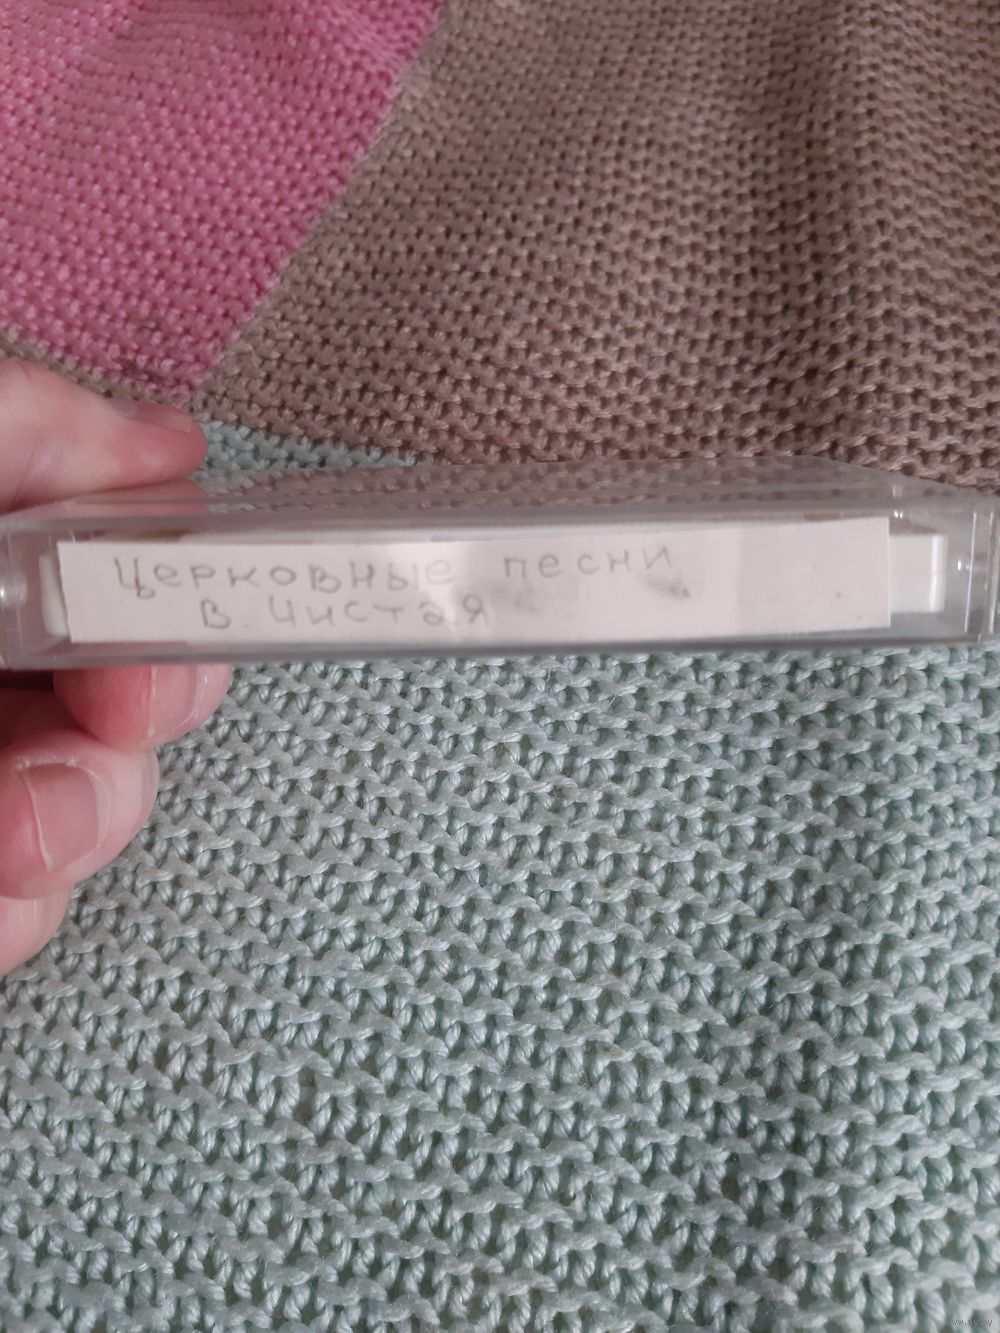 Церковные песни
В. Чистая